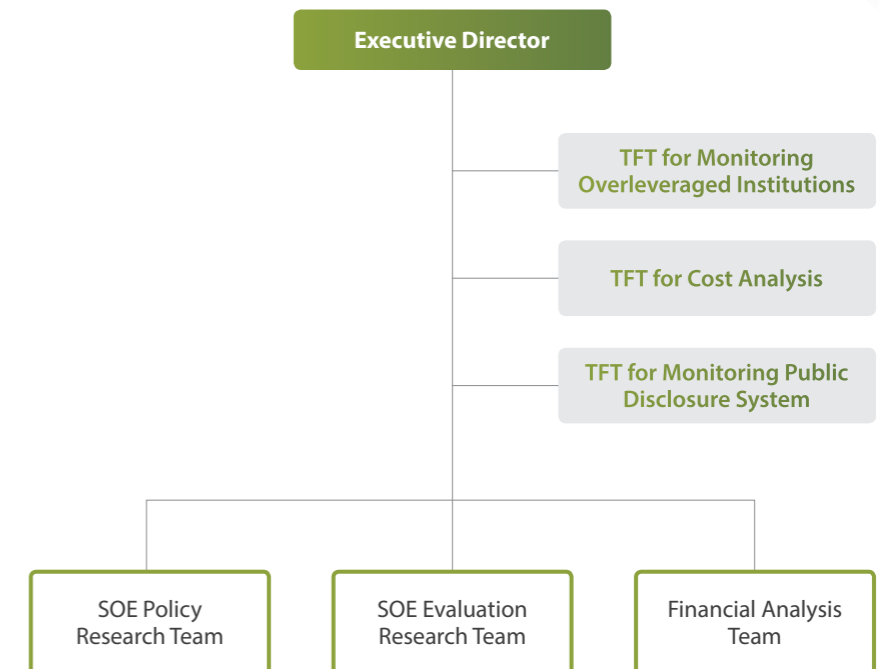 Executive Director
TFT for Monitoring
Overleveraged Institutions
TFT for Cost Analysis
TFT for Monitoring Public
Disclosure System
SOE Policy
Research Team
SOE Evaluation
Research Team
Financial Analysis
Team